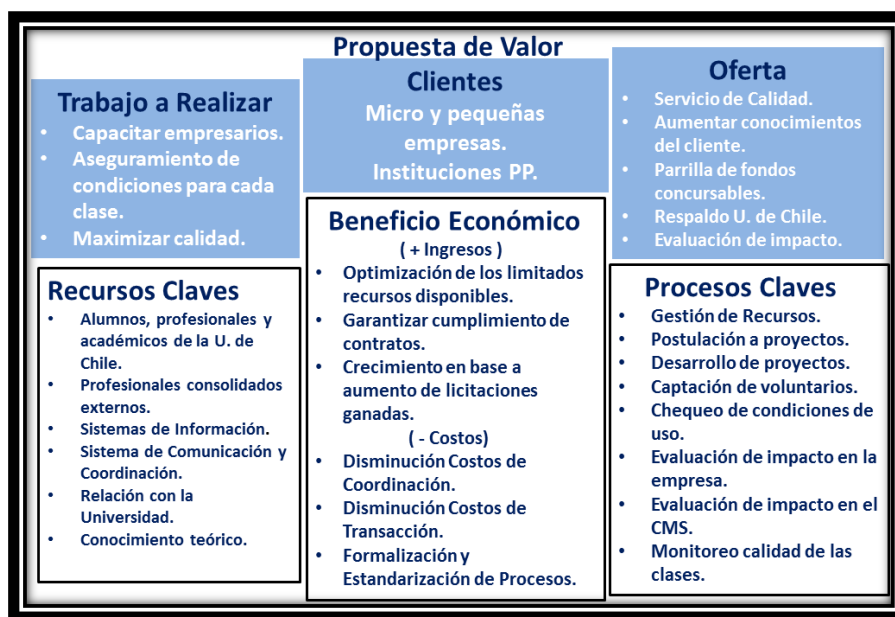 Propuesta de Valor
Trabajo a Realizar
• Capacitar empresarios.
• Aseguramiento de
condiciones para cada
clase.
• Maximizar calidad.
Clientes
Micro y pequeñas
empresas.
Instituciones PP.
Oferta
• Servicio de Calidad.
• Aumentar conocimientos
del cliente.
• Parrilla de fondos
concursables.
• Respaldo U. de Chile.
• Evaluación de impacto.
Recursos Claves
• Alumnos, profesionales y
académicos de la U. de
Chile.
• Profesionales consolidados
externos.
• Sistemas de Información.
• Sistema de Comunicación y
Coordinación.
• Relación con la
Universidad.
• Conocimiento teórico.
Beneficio Económico
( + Ingresos )
• Optimización de los limitados
recursos disponibles.
• Garantizar cumplimiento de
contratos.
• Crecimiento en base a
aumento de licitaciones
ganadas.
( - Costos)
• Disminución Costos de
Coordinación.
• Disminución Costos de
Transacción.
• Formalización y
Estandarización de Procesos.
Procesos Claves
• Gestión de Recursos.
• Postulación a proyectos.
• Desarrollo de proyectos.
• Captación de voluntarios.
• Chequeo de condiciones de
uso.
• Evaluación de impacto en la
empresa.
• Evaluación de impacto en el
CMS.
• Monitoreo calidad de las
clases.